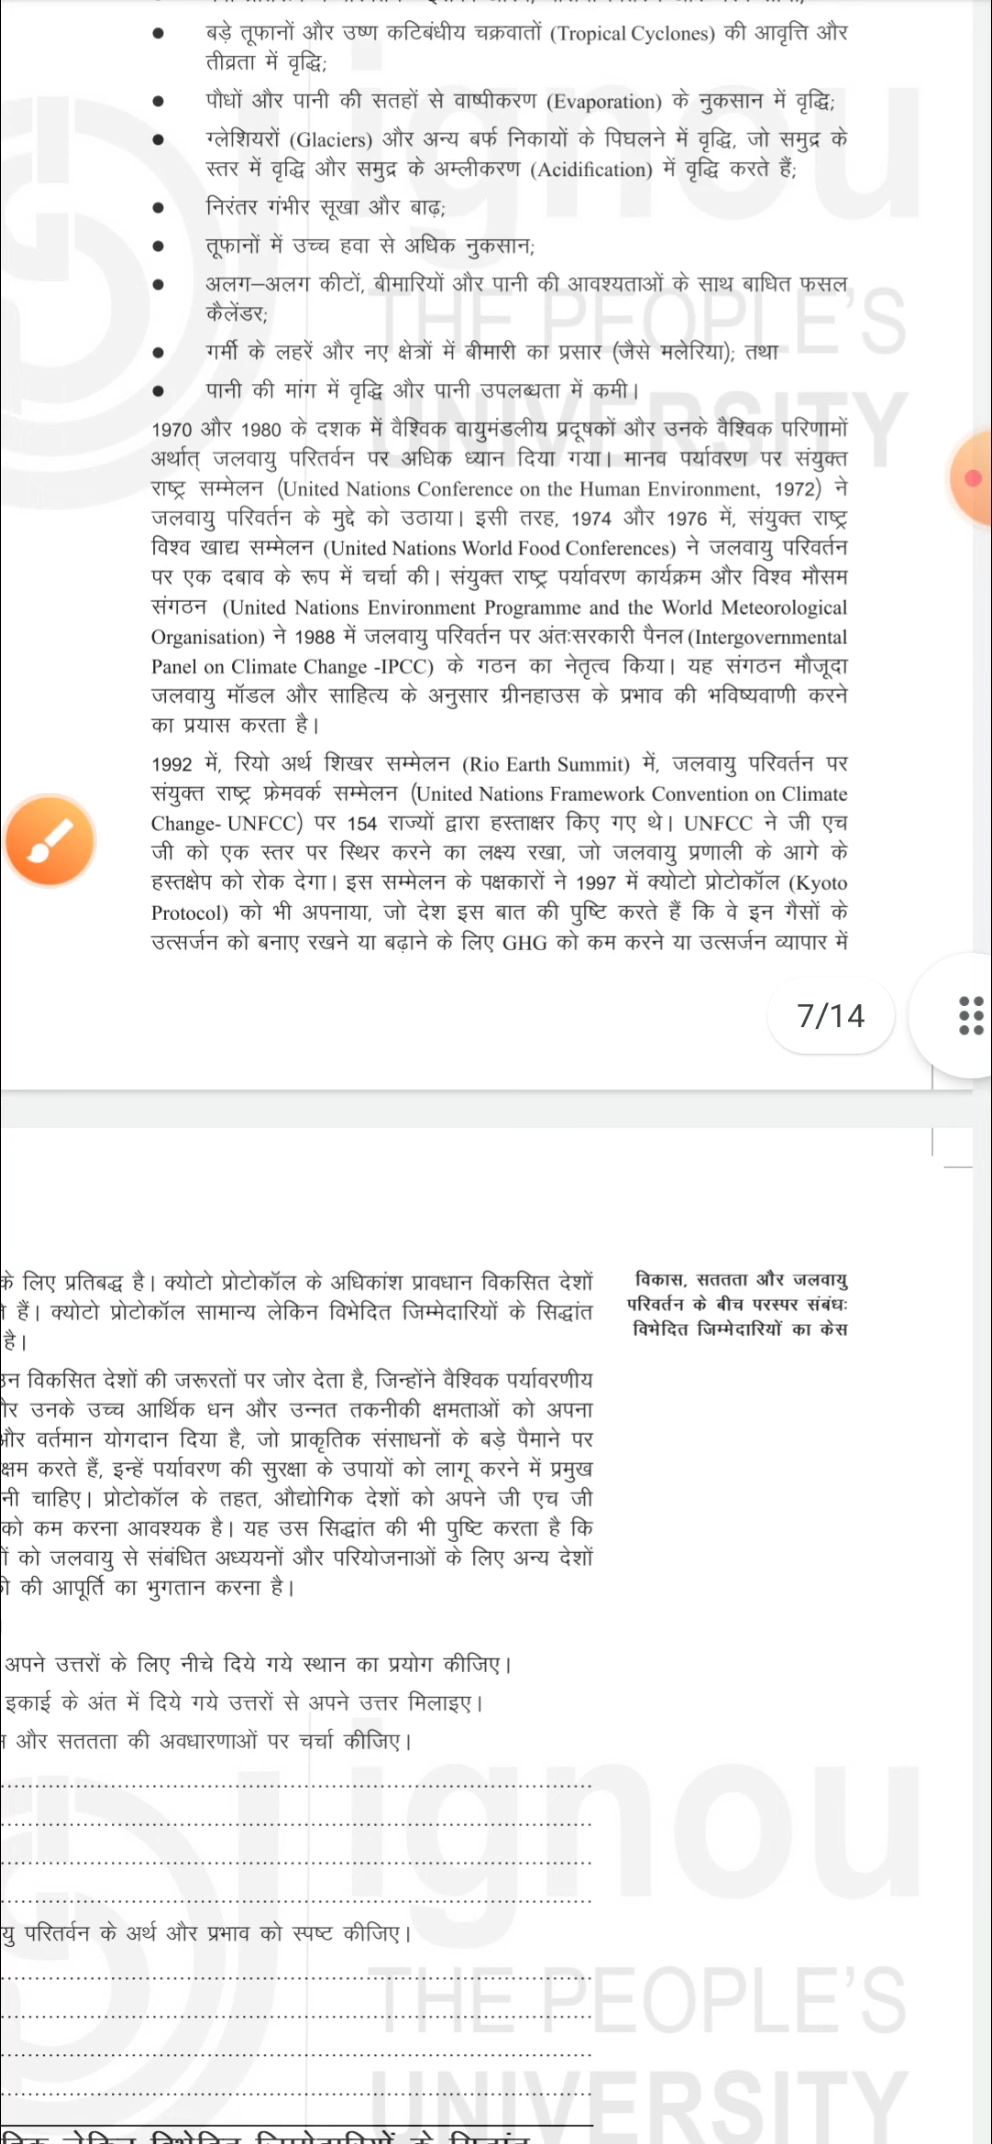 बड़े तूफानों और उष्ण कटिबंधीय चक्रवातों (Tropical Cyclones) की आवृत्ति और
तीव्रता में वृद्धि;
पौधों और पानी की सतहों से वाष्पीकरण (Evaporation) के नुकसान में वृद्धि;
ग्लेशियरों (Glaciers) और अन्य बर्फ निकायों के पिघलने में वृद्धि, जो समुद्र के
स्तर में वृद्धि और समुद्र के अम्लीकरण (Acidification) में वृद्धि करते हैं;
निरंतर गंभीर सूखा और बाढ़;
तूफानों में उच्च हवा से अधिक नुकसान;
अलग–अलग कीटों, बीमारियों और पानी की आवश्यताओं के साथ बाधित फसल
कैलेंडर;
गर्मी के लहरें और नए क्षेत्रों में बीमारी का प्रसार (जैसे मलेरिया); तथा
पानी की मांग में वृद्धि और पानी उपलब्धता में कमी।
1970 और 1980 के दशक में वैश्विक वायुमंडलीय प्रदूषकों और उनके वैश्विक परिणामों
अर्थात् जलवायु परितर्वन पर अधिक ध्यान दिया गया। मानव पर्यावरण पर संयुक्त
राष्ट्र सम्मेलन (United Nations Conference on the Human Environment, 1972) ने
जलवायु परिवर्तन के मुद्दे को उठाया। इसी तरह, 1974 और 1976 में, संयुक्त राष्ट्र
विश्व खाद्य सम्मेलन (United Nations World Food Conferences) ने जलवायु परिवर्तन
पर एक दबाव के रूप में चर्चा की। संयुक्त राष्ट्र पर्यावरण कार्यक्रम और विश्व मौसम
संगठन (United Nations Environment Programme and the World Meteorological
Organisation) ने 1988 में जलवायु परिवर्तन पर अंतःसरकारी पैनल (Intergovernmental
Panel on Climate Change -IPCC) के गठन का नेतृत्व किया। यह संगठन मौजूदा
जलवायु मॉडल और साहित्य के अनुसार ग्रीनहाउस के प्रभाव की भविष्यवाणी करने
का प्रयास करता है।
1992 में, रियो अर्थ शिखर सम्मेलन (Rio Earth Summit) में, जलवायु परिवर्तन पर
संयुक्त राष्ट्र फ्रेमवर्क सम्मेलन (United Nations Framework Convention on Climate
Change- UNFCC) पर 154 राज्यों द्वारा हस्ताक्षर किए गए थे। UNFCC ने जी एच
जी को एक स्तर पर स्थिर करने का लक्ष्य रखा, जो जलवायु प्रणाली के आगे के
हस्तक्षेप को रोक देगा। इस सम्मेलन के पक्षकारों ने 1997 में क्योटो प्रोटोकॉल (Kyoto
Protocol) को भी अपनाया, जो देश इस बात की पुष्टि करते हैं कि वे इन गैसों के
उत्सर्जन को बनाए रखने या बढ़ाने के लिए GHG को कम करने या उत्सर्जन व्यापार में
7/14
के लिए प्रतिबद्ध है। क्योटो प्रोटोकॉल के अधिकांश प्रावधान विकसित देशों
हैं। क्योटो प्रोटोकॉल सामान्य लेकिन विभेदित जिम्मेदारियों के सिद्धांत
है।
विकास, सततता और जलवायु
परिवर्तन के बीच परस्पर संबंधः
विभेदित जिम्मेदारियों का केस
विकसित देशों की जरूरतों पर जोर देता है, जिन्होंने वैश्विक पर्यावरणीय
उनके उच्च आर्थिक धन और उन्नत तकनीकी क्षमताओं को अपना
और वर्तमान योगदान दिया है, जो प्राकृतिक संसाधनों के बड़े पैमाने पर
करते हैं, इन्हें पर्यावरण की सुरक्षा के उपायों को लागू करने में प्रमुख
चाहिए। प्रोटोकॉल के तहत, औद्योगिक देशों को अपने जी एच जी
को कम करना आवश्यक है। यह उस सिद्धांत की भी पुष्टि करता है कि
को जलवायु से संबंधित अध्ययनों और परियोजनाओं के लिए अन्य देशों
की आपूर्ति का भुगतान करना है।
अपने उत्तरों के लिए नीचे दिये गये स्थान का प्रयोग कीजिए।
इकाई के अंत में दिये गये उत्तरों से अपने उत्तर मिलाइए।
और सततता की अवधारणाओं पर चर्चा कीजिए।
परितर्वन के अर्थ और प्रभाव को स्पष्ट कीजिए।
ignou
THE PEOPLE'S
UNIVERSITY